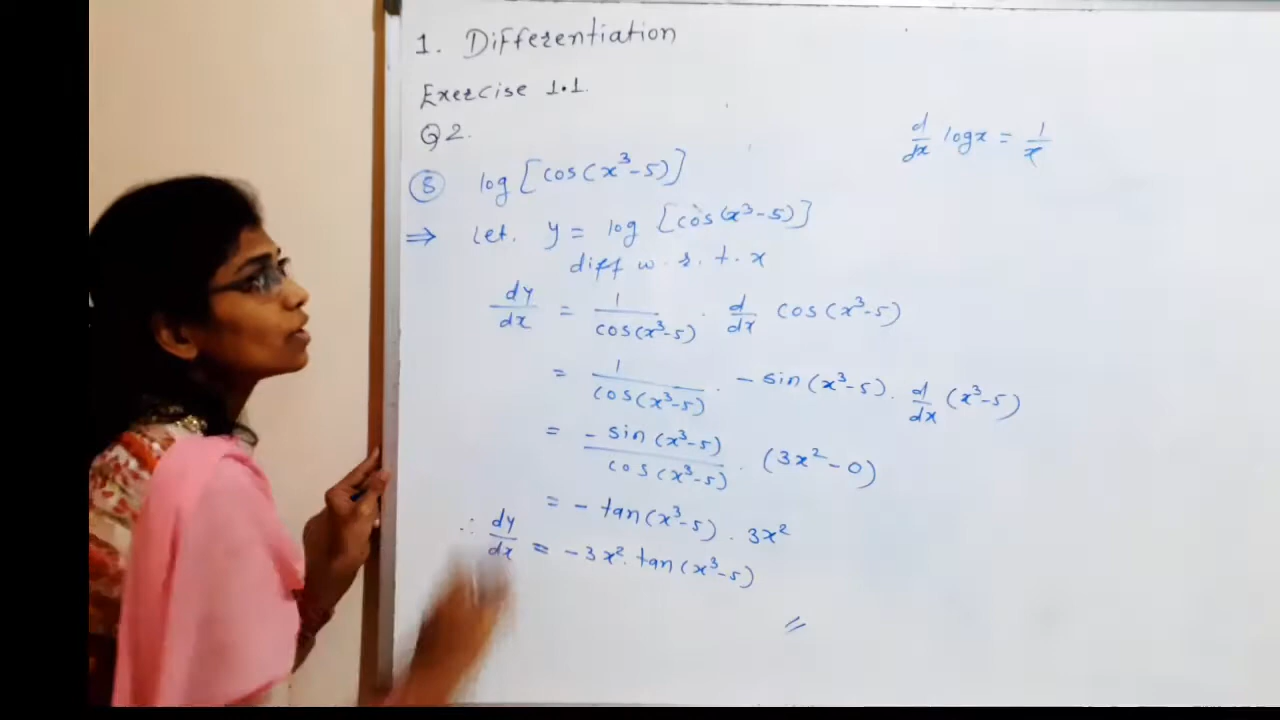 1. Differentiation
Exercise 1.1.
Q 2.
d/dx log x = 1/x
⑧ log [cos(x³-5)]
⇒ Let. y = log [cos(x³-5)]
diff w.r.t.x
dy/dx = 1/cos(x³-5) . d/dx cos(x³-5)
= 1/cos(x³-5) . - sin(x³-5) . d/dx (x³-5)
= - sin(x³-5)/cos(x³-5) . (3x² - 0)
= - tan(x³-5) . 3x²
∴ dy/dx = -3x² . tan(x³-5)